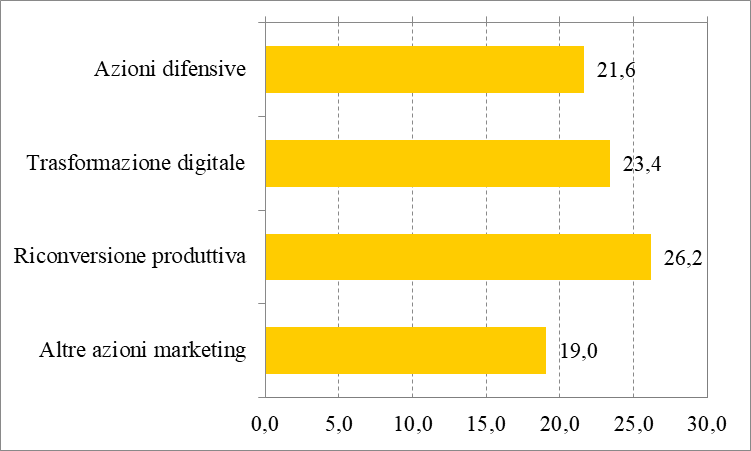 Azioni difensive
21,6
Trasformazione digitale
23,4
Riconversione produttiva
26,2
Altre azioni marketing
19,0
0,0 5,0 10,0 15,0 20,0 25,0 30,0